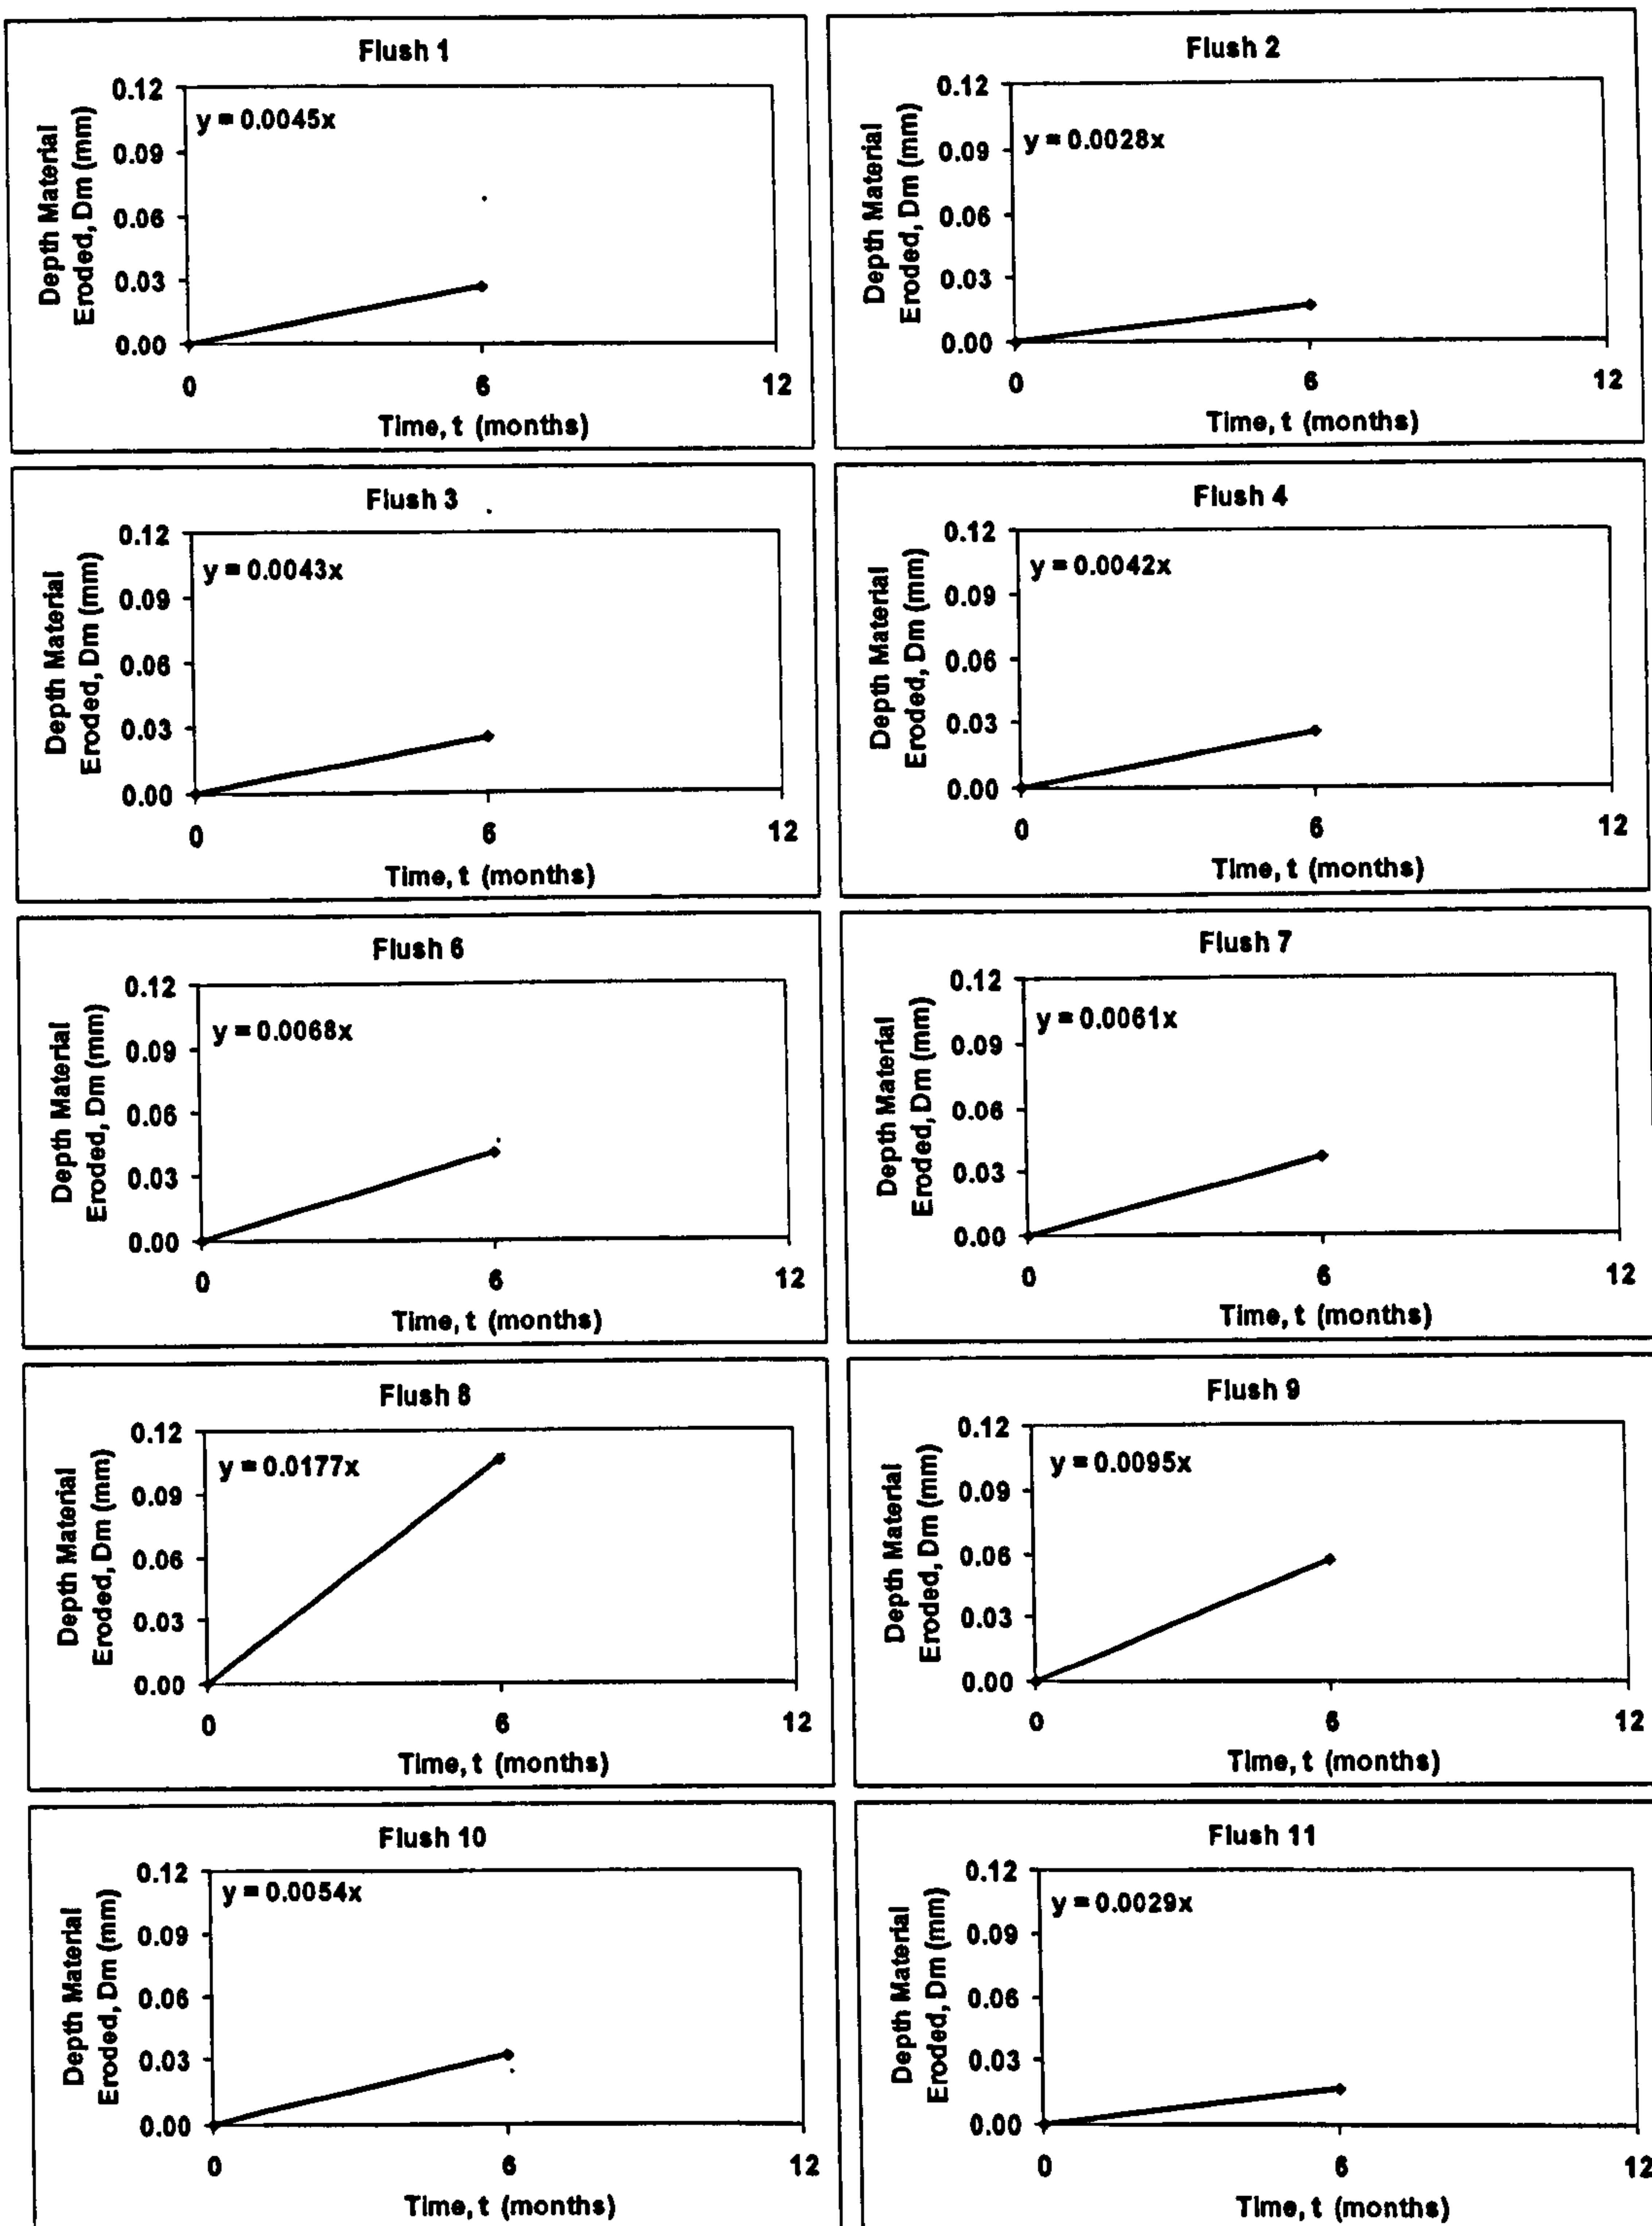 Flush 1
Depth Material
Eroded, Dm (mm)
0.12
0.09
0.06
0.03
0.00
y = 0.0045x
0
6
12
Time, t (months)
Flush 2
Depth Material
Eroded, Dm (mm)
0.12
0.09
0.06
0.03
0.00
y = 0.0028x
0
6
12
Time, t (months)
Flush 3
Depth Material
Eroded, Dm (mm)
0.12
0.09
0.06
0.03
0.00
y = 0.0043x
0
6
12
Time, t (months)
Flush 4
Depth Material
Eroded, Dm (mm)
0.12
0.09
0.06
0.03
0.00
y = 0.0042x
0
6
12
Time, t (months)
Flush 6
Depth Material
Eroded, Dm (mm)
0.12
0.09
0.06
0.03
0.00
y = 0.0068x
0
6
12
Time, t (months)
Flush 7
Depth Material
Eroded, Dm (mm)
0.12
0.09
0.06
0.03
0.00
y = 0.0061x
0
6
12
Time, t (months)
Flush 8
Depth Material
Eroded, Dm (mm)
0.12
0.09
0.06
0.03
0.00
y = 0.0177x
0
6
12
Time, t (months)
Flush 9
Depth Material
Eroded, Dm (mm)
0.12
0.09
0.06
0.03
0.00
y = 0.0095x
0
6
12
Time, t (months)
Flush 10
Depth Material
Eroded, Dm (mm)
0.12
0.09
0.06
0.03
0.00
y = 0.0054x
0
6
12
Time, t (months)
Flush 11
Depth Material
Eroded, Dm (mm)
0.12
0.09
0.06
0.03
0.00
y = 0.0029x
0
6
12
Time, t (months)